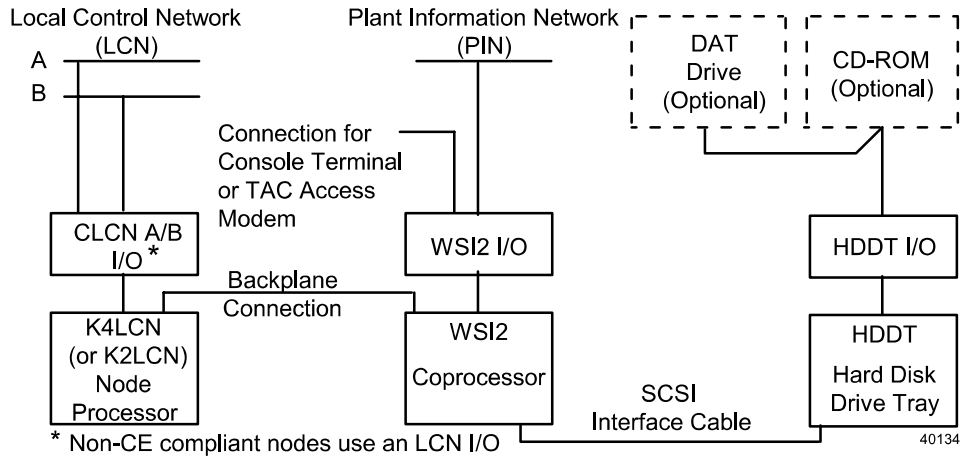 Local Control Network
(LCN)
A
B
Plant Information Network
(PIN)
DAT
Drive
(Optional)
CD-ROM
(Optional)
Connection for
Console Terminal
or TAC Access
Modem
CLCN A/B
I/O *
WSI2 I/O
HDDT I/O
Backplane
Connection
K4LCN
(or K2LCN)
Node
Processor
WSI2
Coprocessor
HDDT
Hard Disk
Drive Tray
SCSI
Interface Cable
* Non-CE compliant nodes use an LCN I/O
40134